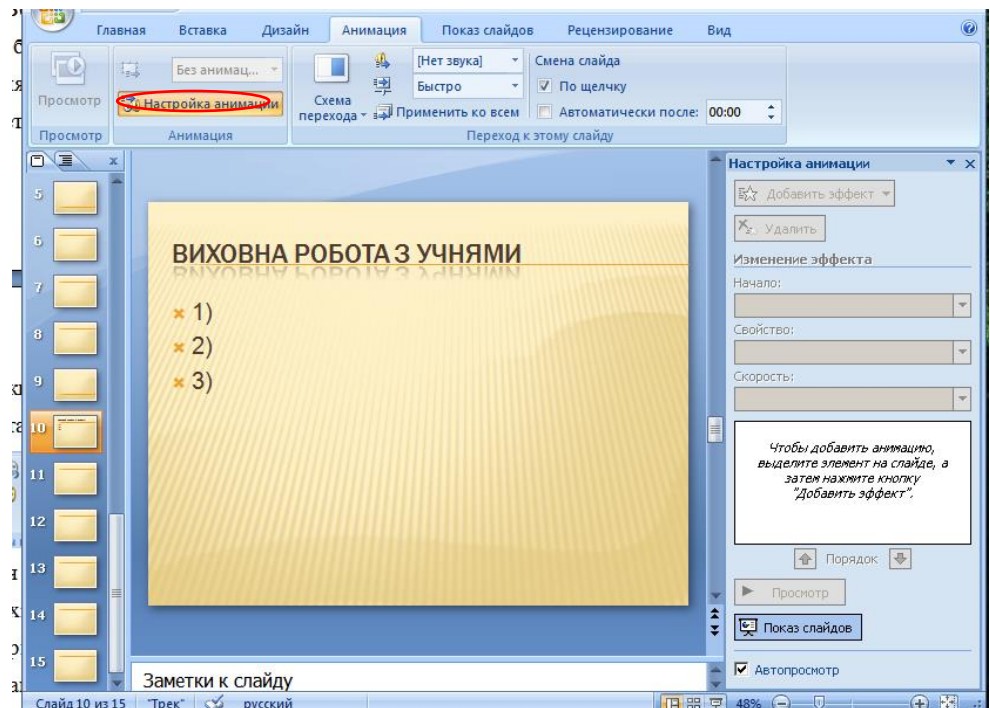 Главная Вставка Дизайн Анимация Показ слайдов Рецензирование Вид
Просмотр
Просмотр
Без анимац...
Настройка анимации
Анимация
Схема перехода
[Нет звука]
Быстро
Применить ко всем
Смена слайда
По щелчку
Автоматически после: 00:00
Переход к этому слайду
5
6
7
8
9
10
11
12
13
14
15
ВИХОВНА РОБОТА З УЧНЯМИ
1)
2)
3)
Заметки к слайду
Настройка анимации
Добавить эффект
Удалить
Изменение эффекта
Начало:
Свойство:
Скорость:
Чтобы добавить анимацию,
выделите элемент на слайде, а
затем нажмите кнопку
"Добавить эффект".
Порядок
Просмотр
Показ слайдов
Автопросмотр
Слайд 10 из 15 "Трек" русский 48%